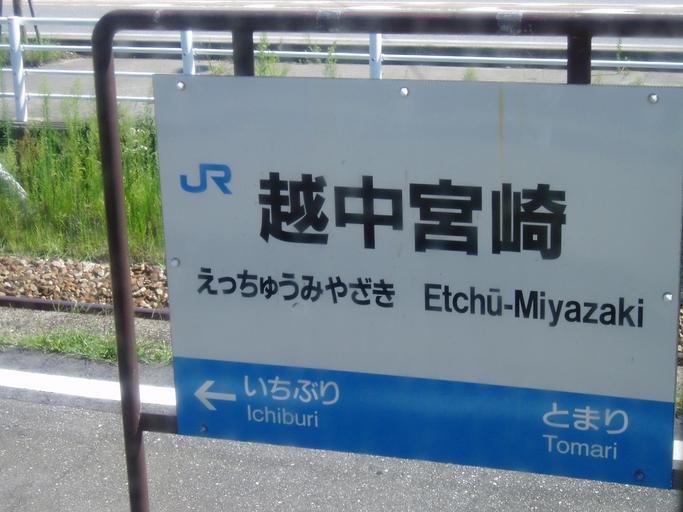 JR
越中宮崎
えっちゅうみやざき Etchū-Miyazaki
← いちぶり とまり
Ichiburi Tomari